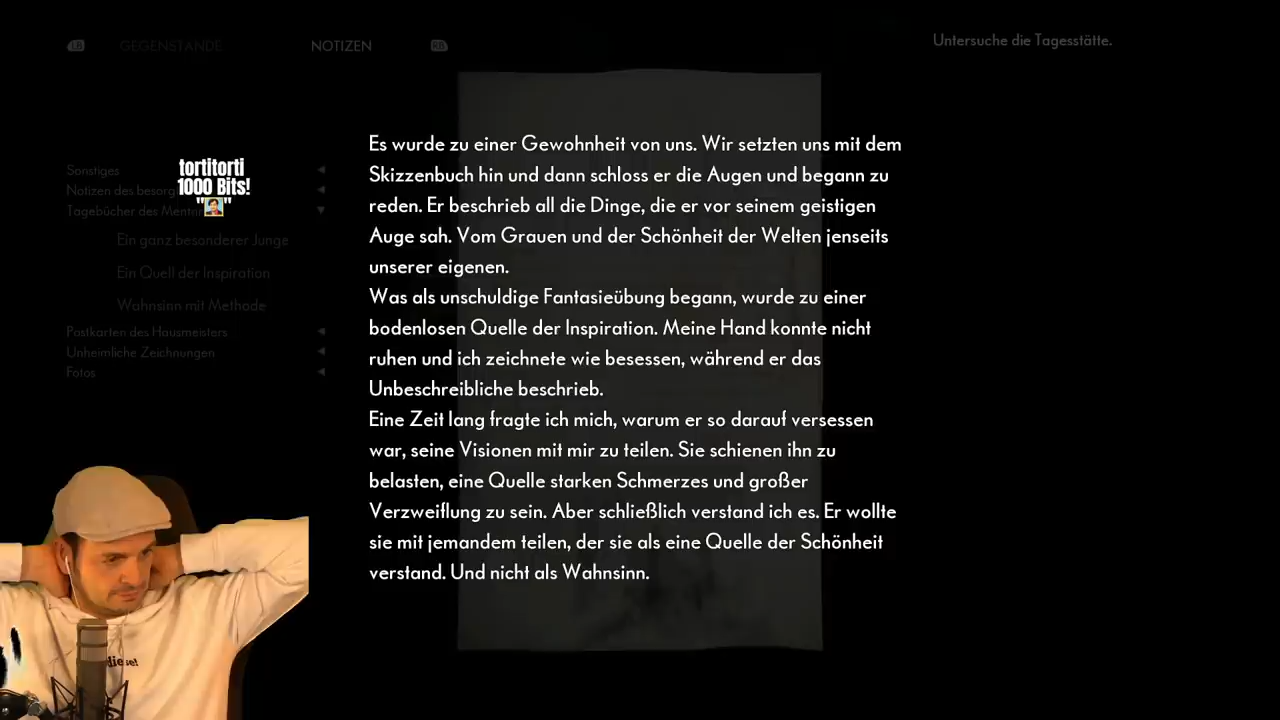 LB
GEGENSTÄNDE
NOTIZEN
RB
Untersuche die Tagesstätte.
Sonstiges
Notizen des besorg
Tagebücher des Mento
Ein ganz besonderer Junge
Ein Quell der Inspiration
Wahnsinn mit Methode
Postkarten des Hausmeisters
Unheimliche Zeichnungen
Fotos
tortitorti
1000 Bits!
" "
Es wurde zu einer Gewohnheit von uns. Wir setzten uns mit dem
Skizzenbuch hin und dann schloss er die Augen und begann zu
reden. Er beschrieb all die Dinge, die er vor seinem geistigen
Auge sah. Vom Grauen und der Schönheit der Welten jenseits
unserer eigenen.
Was als unschuldige Fantasieübung begann, wurde zu einer
bodenlosen Quelle der Inspiration. Meine Hand konnte nicht
ruhen und ich zeichnete wie besessen, während er das
Unbeschreibliche beschrieb.
Eine Zeit lang fragte ich mich, warum er so darauf versessen
war, seine Visionen mit mir zu teilen. Sie schienen ihn zu
belasten, eine Quelle starken Schmerzes und großer
Verzweiflung zu sein. Aber schließlich verstand ich es. Er wollte
sie mit jemandem teilen, der sie als eine Quelle der Schönheit
verstand. Und nicht als Wahnsinn.